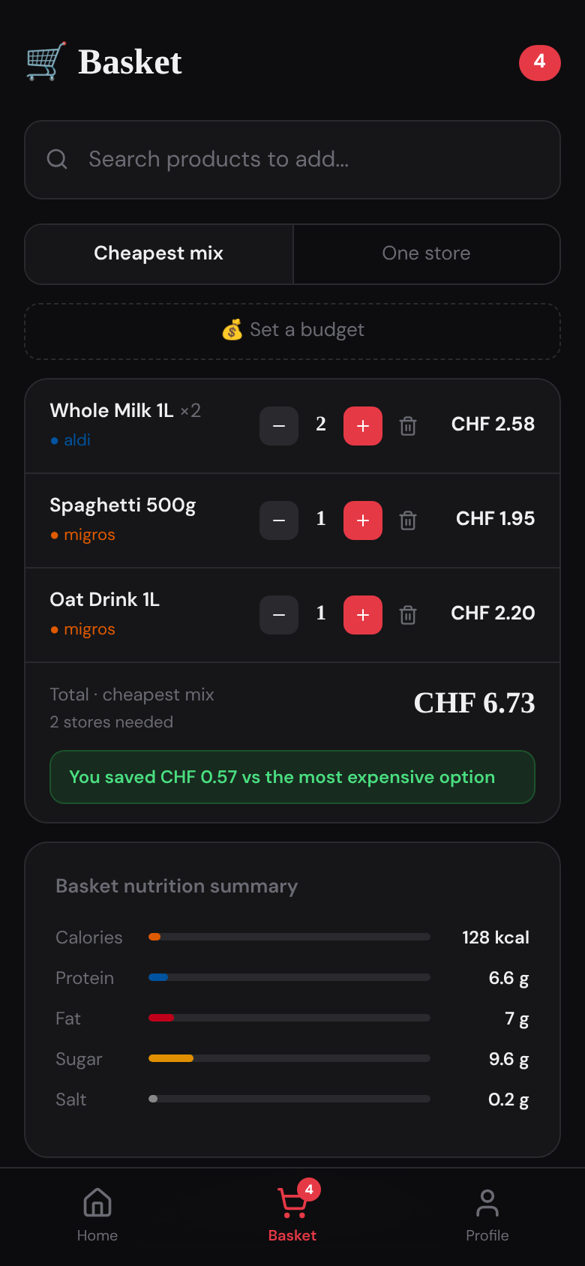 Basket
4
Search products to add...
Cheapest mix
One store
Set a budget
Whole Milk 1L ×2
aldi
− 2 +
CHF 2.58
Spaghetti 500g
migros
− 1 +
CHF 1.95
Oat Drink 1L
migros
− 1 +
CHF 2.20
Total · cheapest mix
2 stores needed
CHF 6.73
You saved CHF 0.57 vs the most expensive option
Basket nutrition summary
Calories 128 kcal
Protein 6.6 g
Fat 7 g
Sugar 9.6 g
Salt 0.2 g
4
Home
Basket
Profile